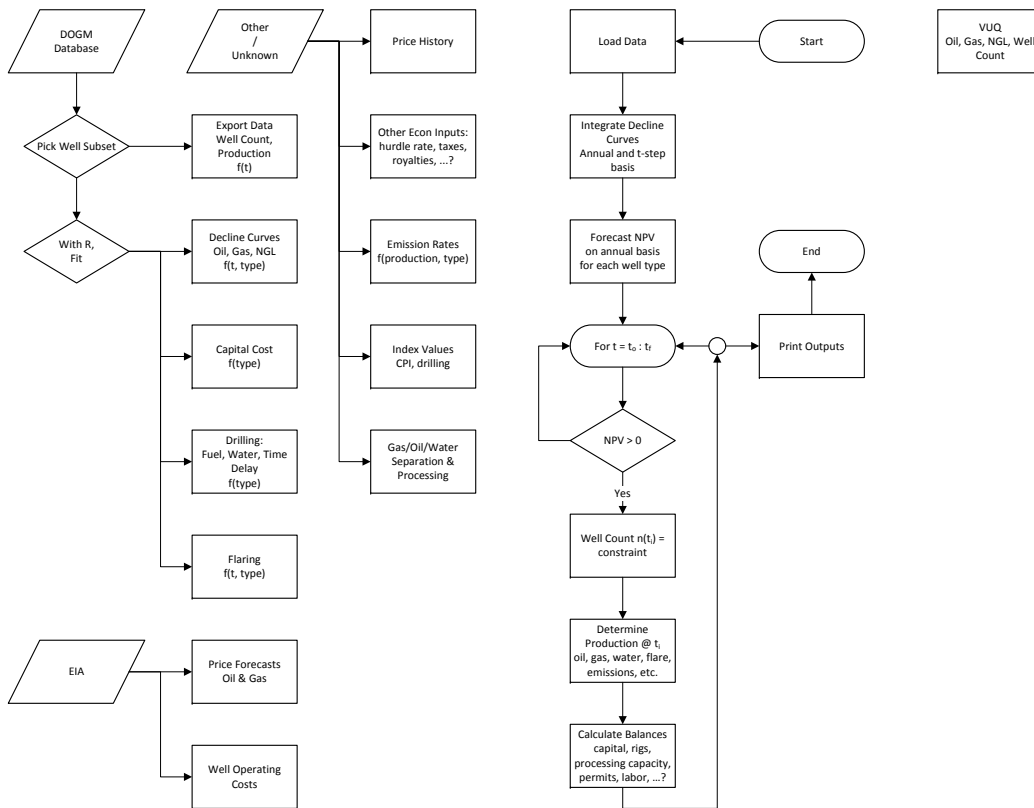 DOGM
Database
Other
/
Unknown
Price History
Load Data
Start
VUQ
Oil, Gas, NGL, Well
Count
Pick Well Subset
Export Data
Well Count,
Production
f(t)
Other Econ Inputs:
hurdle rate, taxes,
royalties, ...?
Integrate Decline
Curves
Annual and t-step
basis
With R,
Fit
Decline Curves
Oil, Gas, NGL
f(t, type)
Emission Rates
f(production, type)
Forecast NPV
on annual basis
for each well type
End
Capital Cost
f(type)
Index Values
CPI, drilling
For t = tₒ : t_f
Print Outputs
Drilling:
Fuel, Water, Time
Delay
f(type)
Gas/Oil/Water
Separation &
Processing
NPV > 0
Yes
Flaring
f(t, type)
Well Count n(tᵢ) =
constraint
EIA
Price Forecasts
Oil & Gas
Determine
Production @ tᵢ
oil, gas, water, flare,
emissions, etc.
Well Operating
Costs
Calculate Balances
capital, rigs,
processing capacity,
permits, labor, ...?